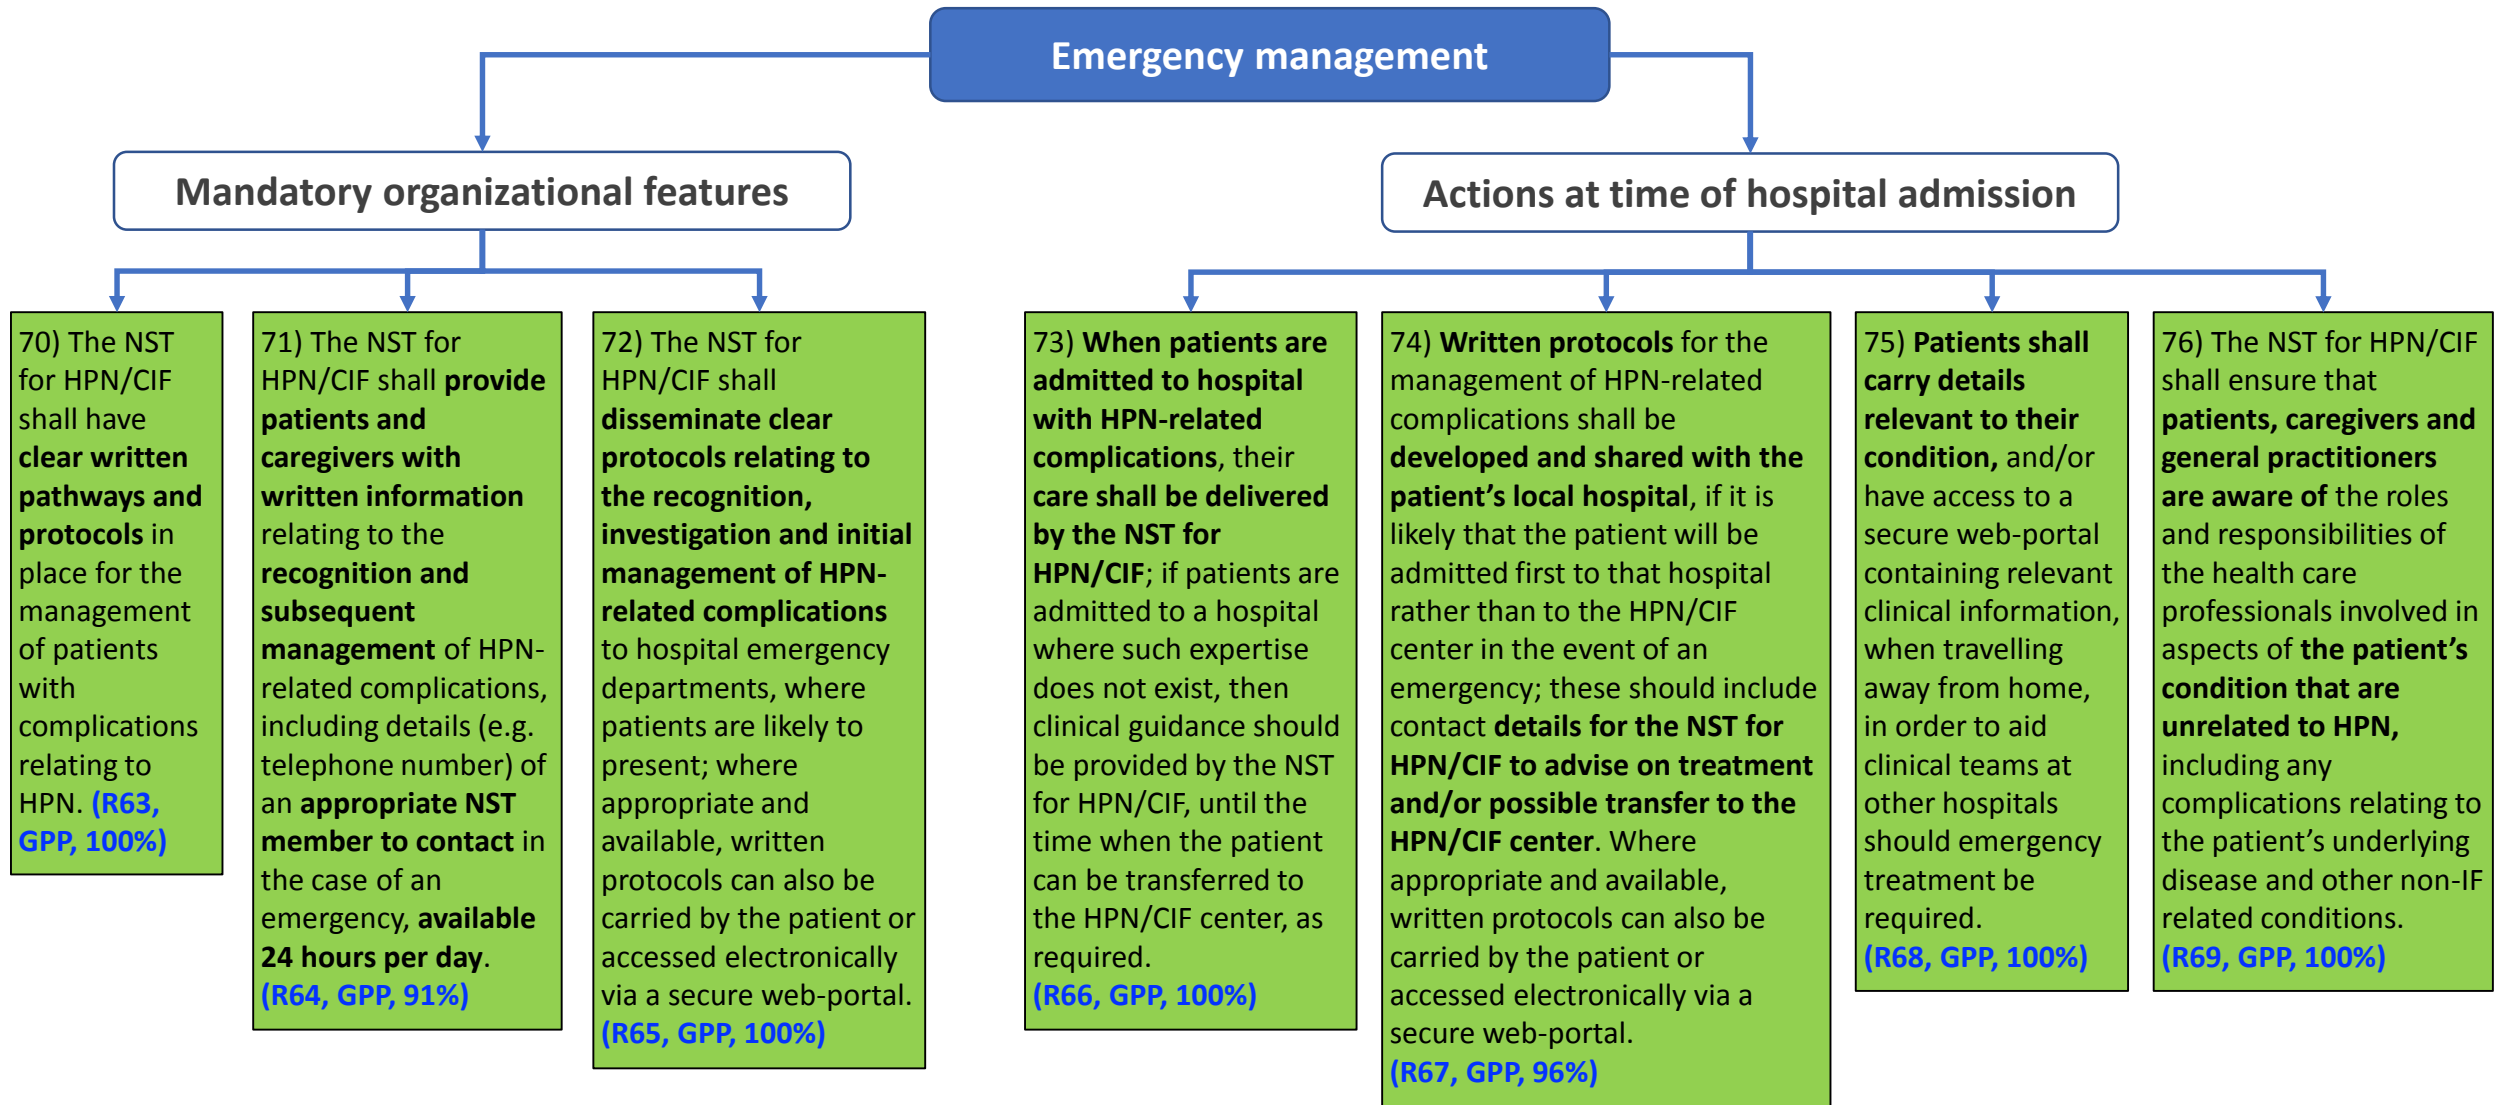 Emergency management
Mandatory organizational features
Actions at time of hospital admission
70) The NST
for HPN/CIF
shall have
clear written
pathways and
protocols in
place for the
management
of patients
with
complications
relating to
HPN. (R63,
GPP, 100%)
71) The NST for
HPN/CIF shall provide
patients and
caregivers with
written information
relating to the
recognition and
subsequent
management of HPN-
related complications,
including details (e.g.
telephone number) of
an appropriate NST
member to contact in
the case of an
emergency, available
24 hours per day.
(R64, GPP, 91%)
72) The NST for
HPN/CIF shall
disseminate clear
protocols relating to
the recognition,
investigation and initial
management of HPN-
related complications
to hospital emergency
departments, where
patients are likely to
present; where
appropriate and
available, written
protocols can also be
carried by the patient or
accessed electronically
via a secure web-portal.
(R65, GPP, 100%)
73) When patients are
admitted to hospital
with HPN-related
complications, their
care shall be delivered
by the NST for
HPN/CIF; if patients are
admitted to a hospital
where such expertise
does not exist, then
clinical guidance should
be provided by the NST
for HPN/CIF, until the
time when the patient
can be transferred to
the HPN/CIF center, as
required.
(R66, GPP, 100%)
74) Written protocols for the
management of HPN-related
complications shall be
developed and shared with the
patient’s local hospital, if it is
likely that the patient will be
admitted first to that hospital
rather than to the HPN/CIF
center in the event of an
emergency; these should include
contact details for the NST for
HPN/CIF to advise on treatment
and/or possible transfer to the
HPN/CIF center. Where
appropriate and available,
written protocols can also be
carried by the patient or
accessed electronically via a
secure web-portal.
(R67, GPP, 96%)
75) Patients shall
carry details
relevant to their
condition, and/or
have access to a
secure web-portal
containing relevant
clinical information,
when travelling
away from home,
in order to aid
clinical teams at
other hospitals
should emergency
treatment be
required.
(R68, GPP, 100%)
76) The NST for HPN/CIF
shall ensure that
patients, caregivers and
general practitioners
are aware of the roles
and responsibilities of
the health care
professionals involved in
aspects of the patient’s
condition that are
unrelated to HPN,
including any
complications relating to
the patient’s underlying
disease and other non-IF
related conditions.
(R69, GPP, 100%)